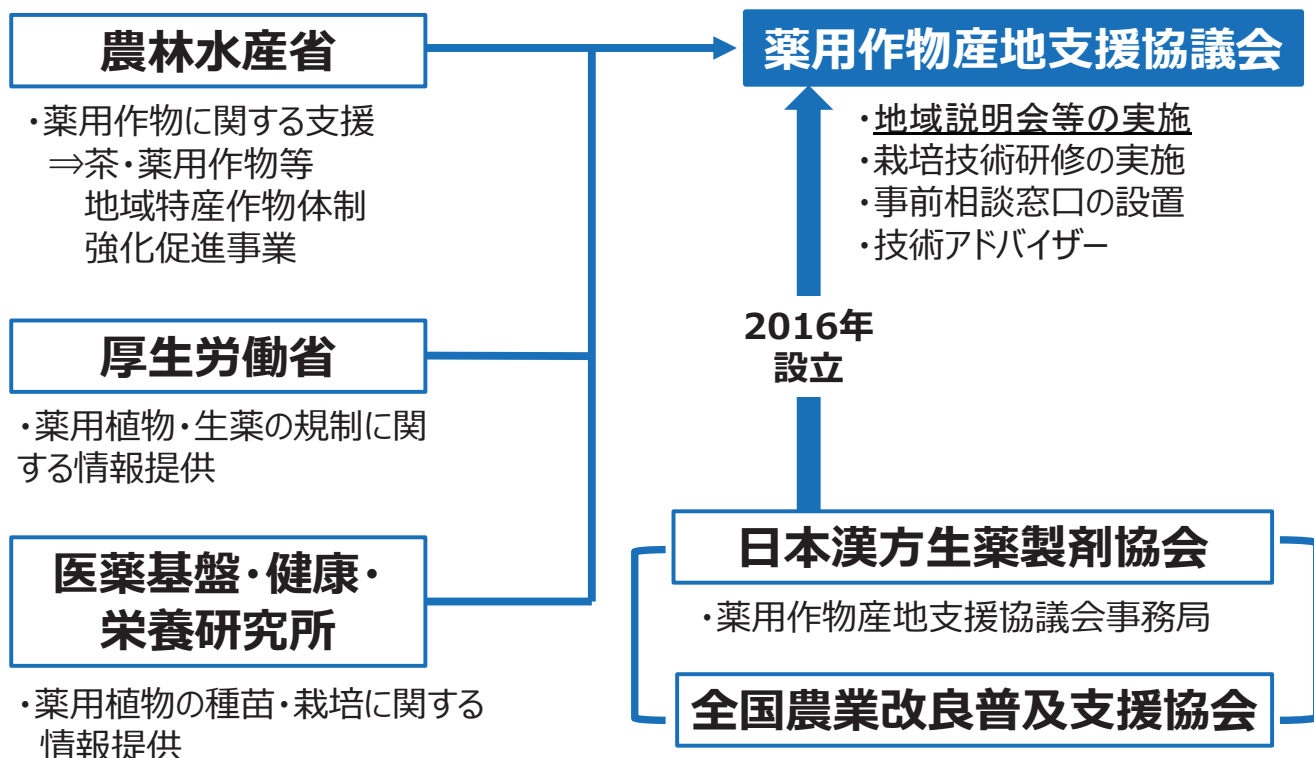 農林水産省
・薬用作物に関する支援
⇒茶・薬用作物等
地域特産作物体制
強化促進事業
厚生労働省
・薬用植物・生薬の規制に関
する情報提供
医薬基盤・健康・
栄養研究所
・薬用植物の種苗・栽培に関する
情報提供
薬用作物産地支援協議会
・地域説明会等の実施
・栽培技術研修の実施
・事前相談窓口の設置
・技術アドバイザー
2016年
設立
日本漢方生薬製剤協会
・薬用作物産地支援協議会事務局
全国農業改良普及支援協会